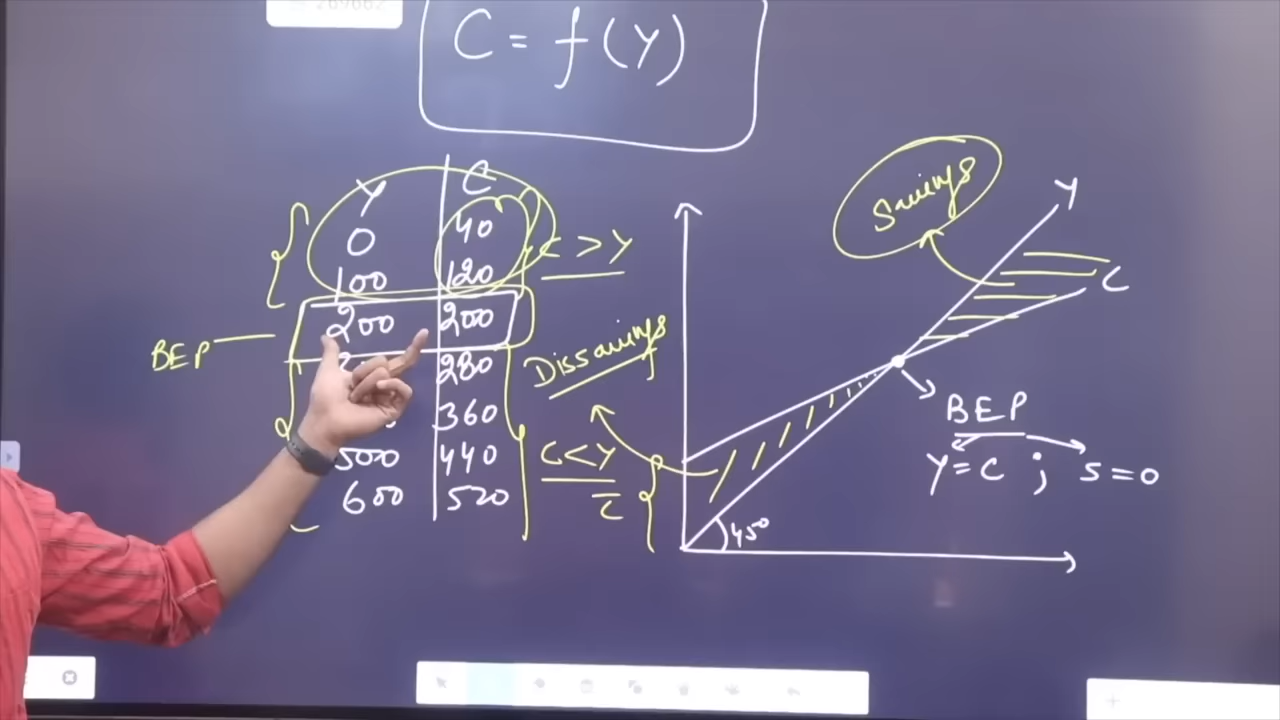 C = f(Y)
Y C
0 40
100 120
200 200
280
360
500 440
600 520
BEP
C > Y
C < Y
C̅
Dissavings
Savings
Y
C
BEP
Y = C ; S = 0
45°